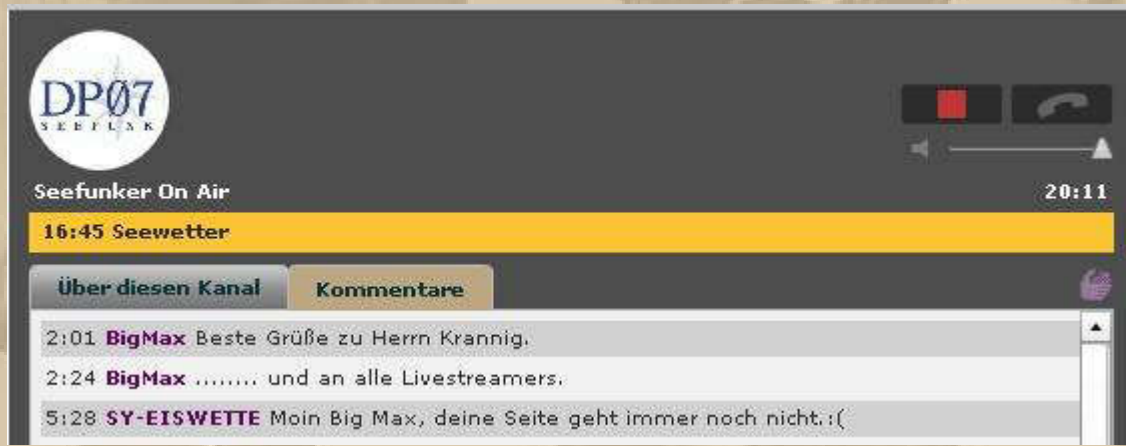 DPØ7
SEEFUNK
Seefunker On Air
20:11
16:45 Seewetter
Über diesen Kanal
Kommentare
2:01 BigMax Beste Grüße zu Herrn Krannig.
2:24 BigMax ........ und an alle Livestreamers.
5:28 SY-EISWETTE Moin Big Max, deine Seite geht immer noch nicht.:(